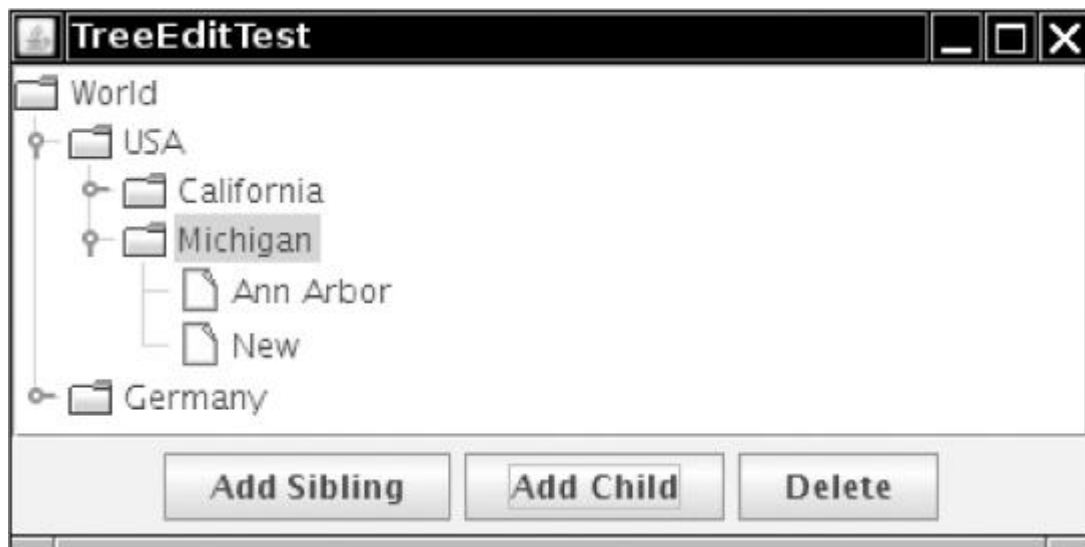 TreeEditTest
World
USA
California
Michigan
Ann Arbor
New
Germany
Add Sibling Add Child Delete